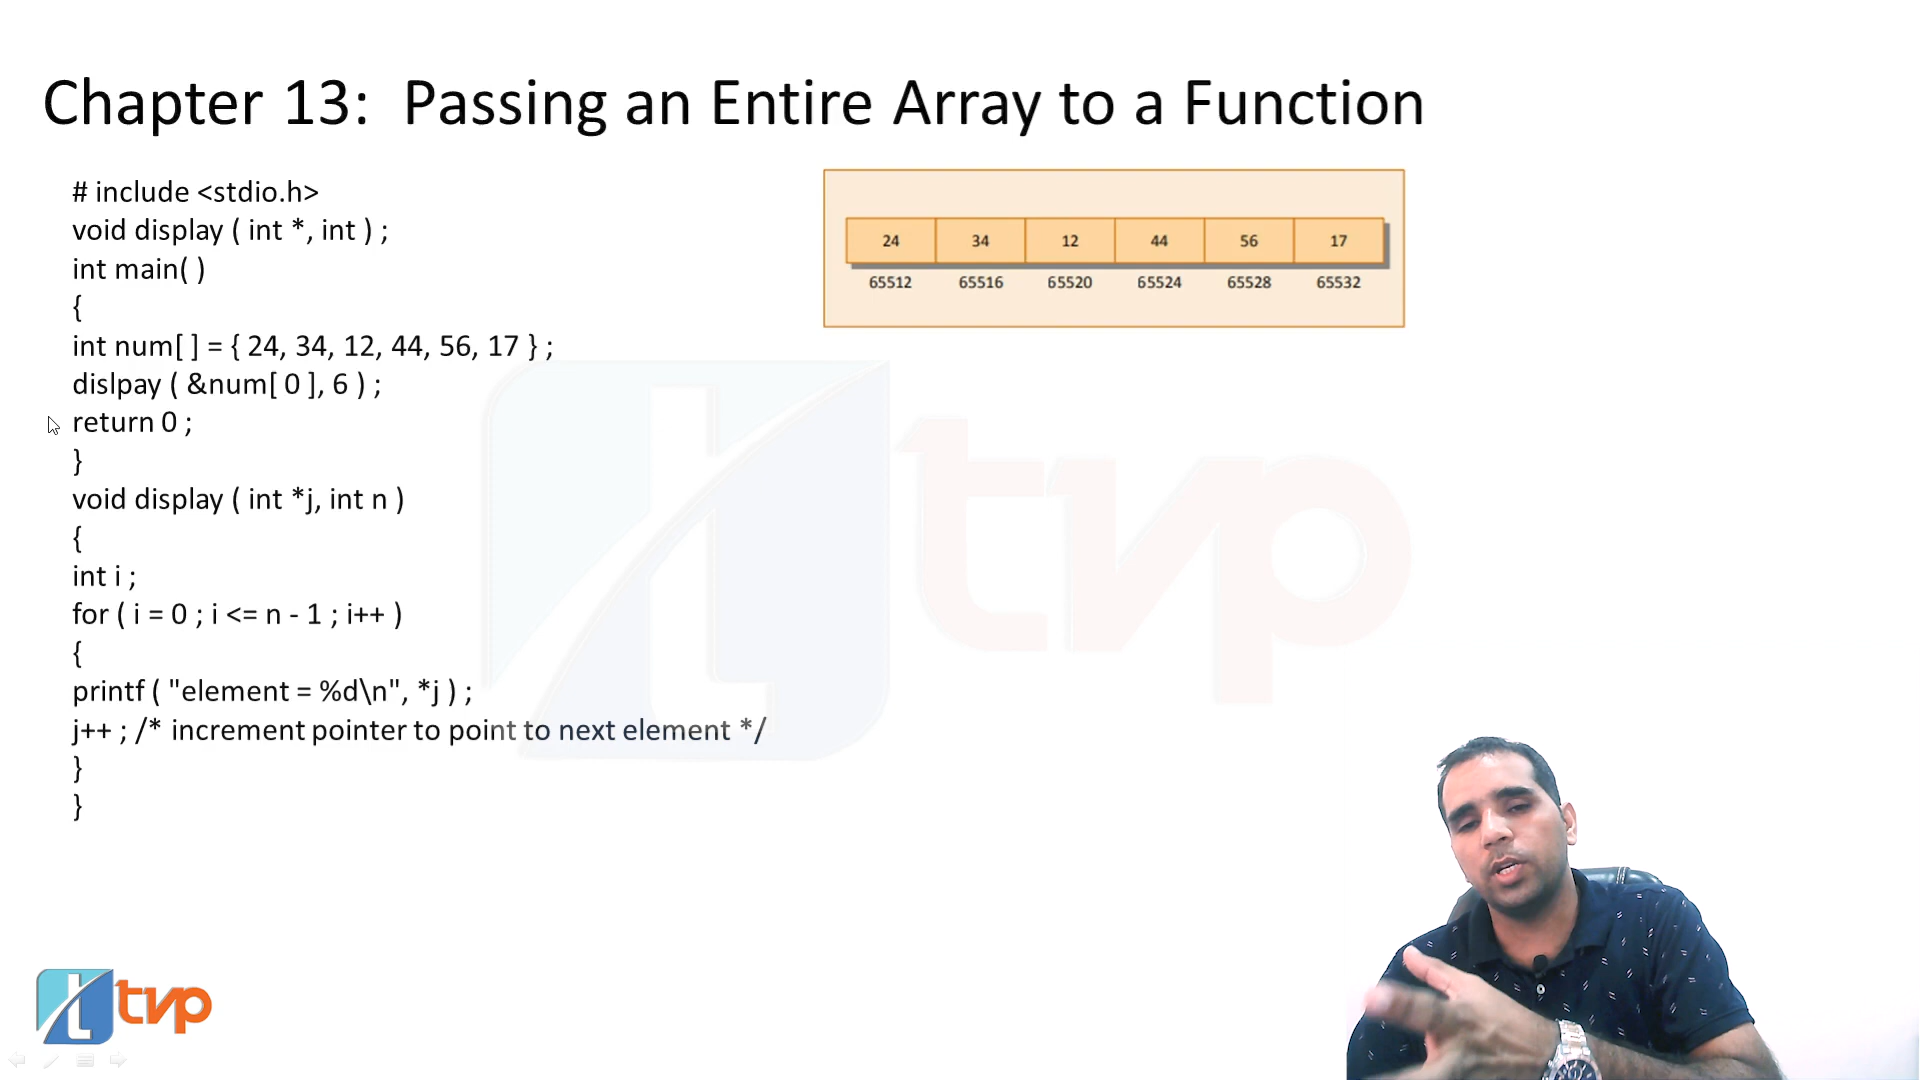 Chapter 13: Passing an Entire Array to a Function
# include <stdio.h>
void display ( int *, int ) ;
int main( )
{
int num[ ] = { 24, 34, 12, 44, 56, 17 } ;
dislpay ( &num[ 0 ], 6 ) ;
return 0 ;
}
void display ( int *j, int n )
{
int i ;
for ( i = 0 ; i <= n - 1 ; i++ )
{
printf ( "element = %d\n", *j ) ;
j++ ; /* increment pointer to point to next element */
}
}
24 34 12 44 56 17
65512 65516 65520 65524 65528 65532
t tvp
t tvp